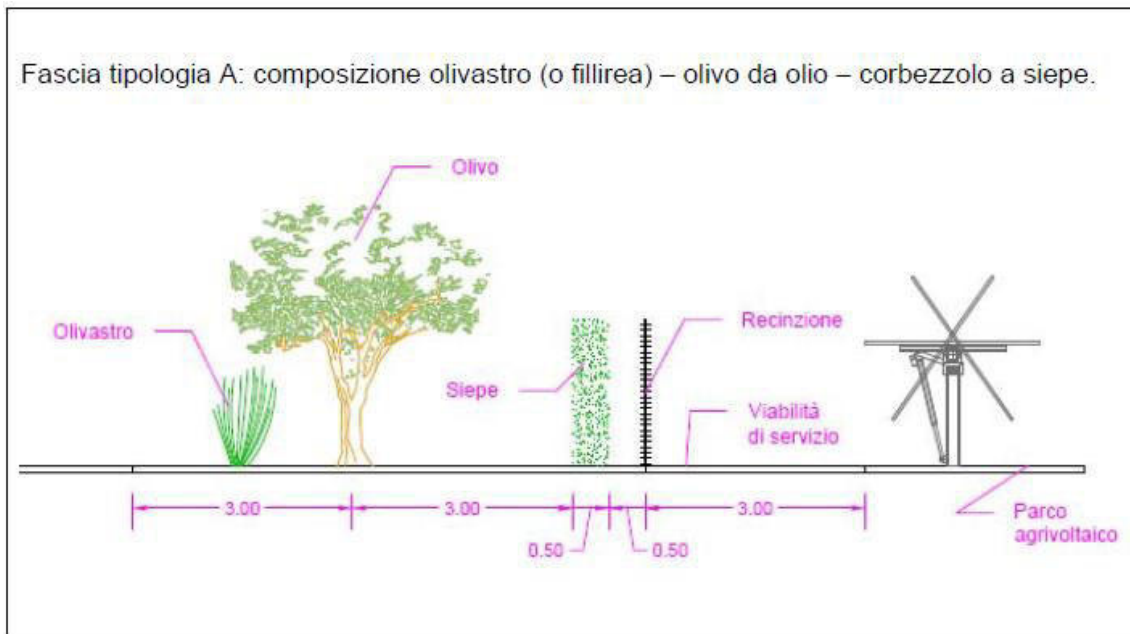 Fascia tipologia A: composizione olivastro (o fillirea) – olivo da olio – corbezzolo a siepe.
Olivo
Olivastro
Recinzione
Siepe
Viabilità
di servizio
3.00
3.00
3.00
0.50
0.50
Parco
agrivoltaico